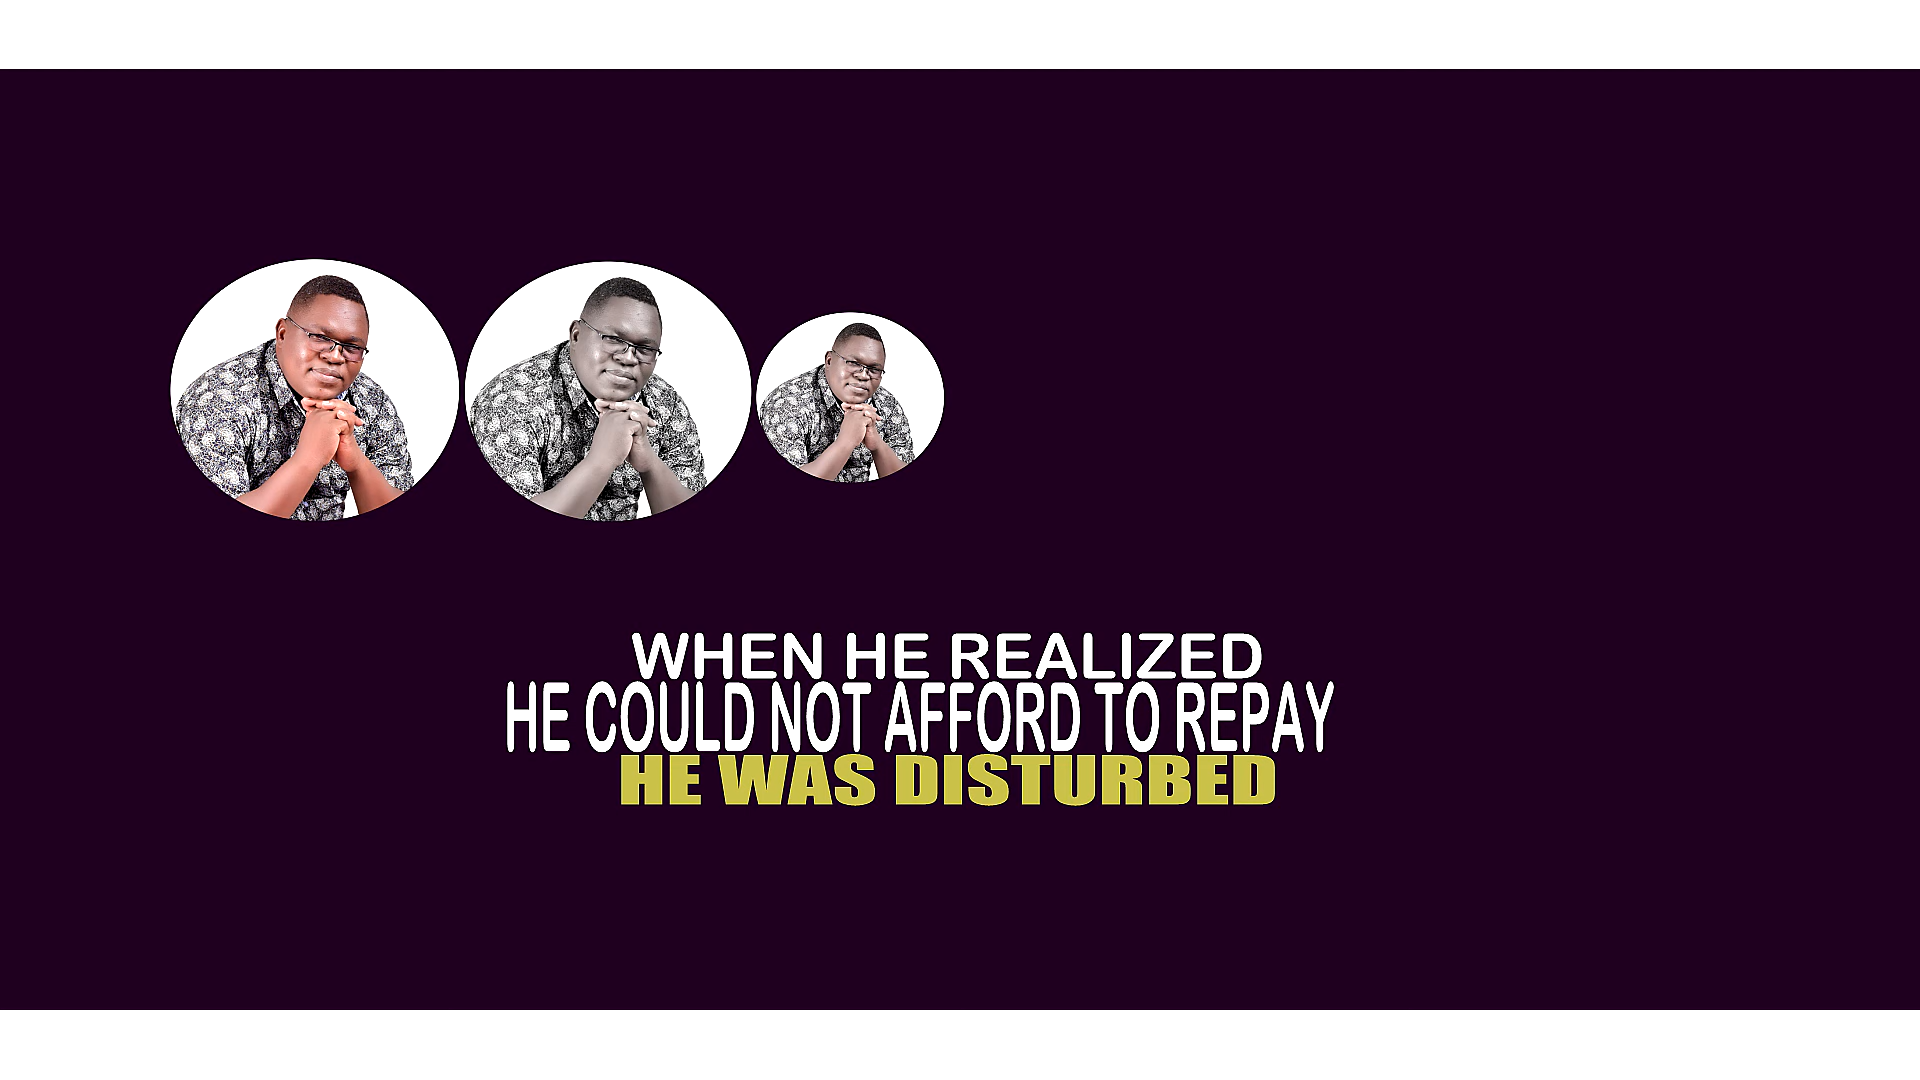 WHEN HE REALIZED
HE COULD NOT AFFORD TO REPAY
HE WAS DISTURBED